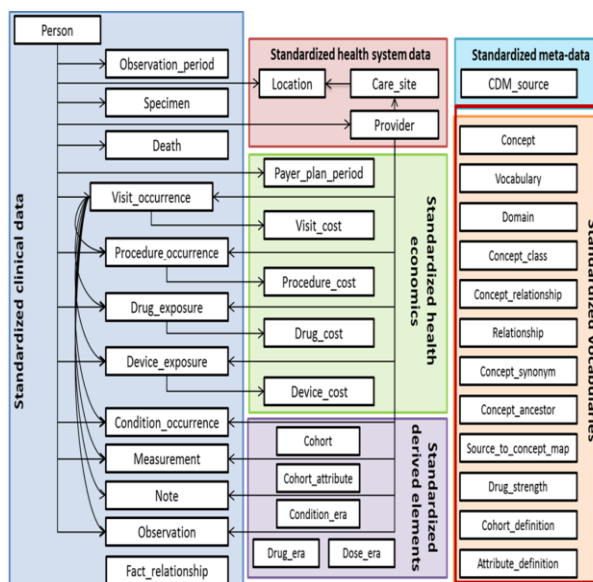 Person
Observation_period
Specimen
Death
Visit_occurrence
Procedure_occurrence
Drug_exposure
Device_exposure
Condition_occurrence
Measurement
Note
Observation
Fact_relationship
Standardized clinical data
Standardized health system data
Location
Care_site
Provider
Payer_plan_period
Visit_cost
Procedure_cost
Drug_cost
Device_cost
Standardized health
economics
Cohort
Cohort_attribute
Condition_era
Drug_era
Dose_era
Standardized
derived elements
Standardized meta-data
CDM_source
Concept
Vocabulary
Domain
Concept_class
Concept_relationship
Relationship
Concept_synonym
Concept_ancestor
Source_to_concept_map
Drug_strength
Cohort_definition
Attribute_definition
Standardized vocabularies